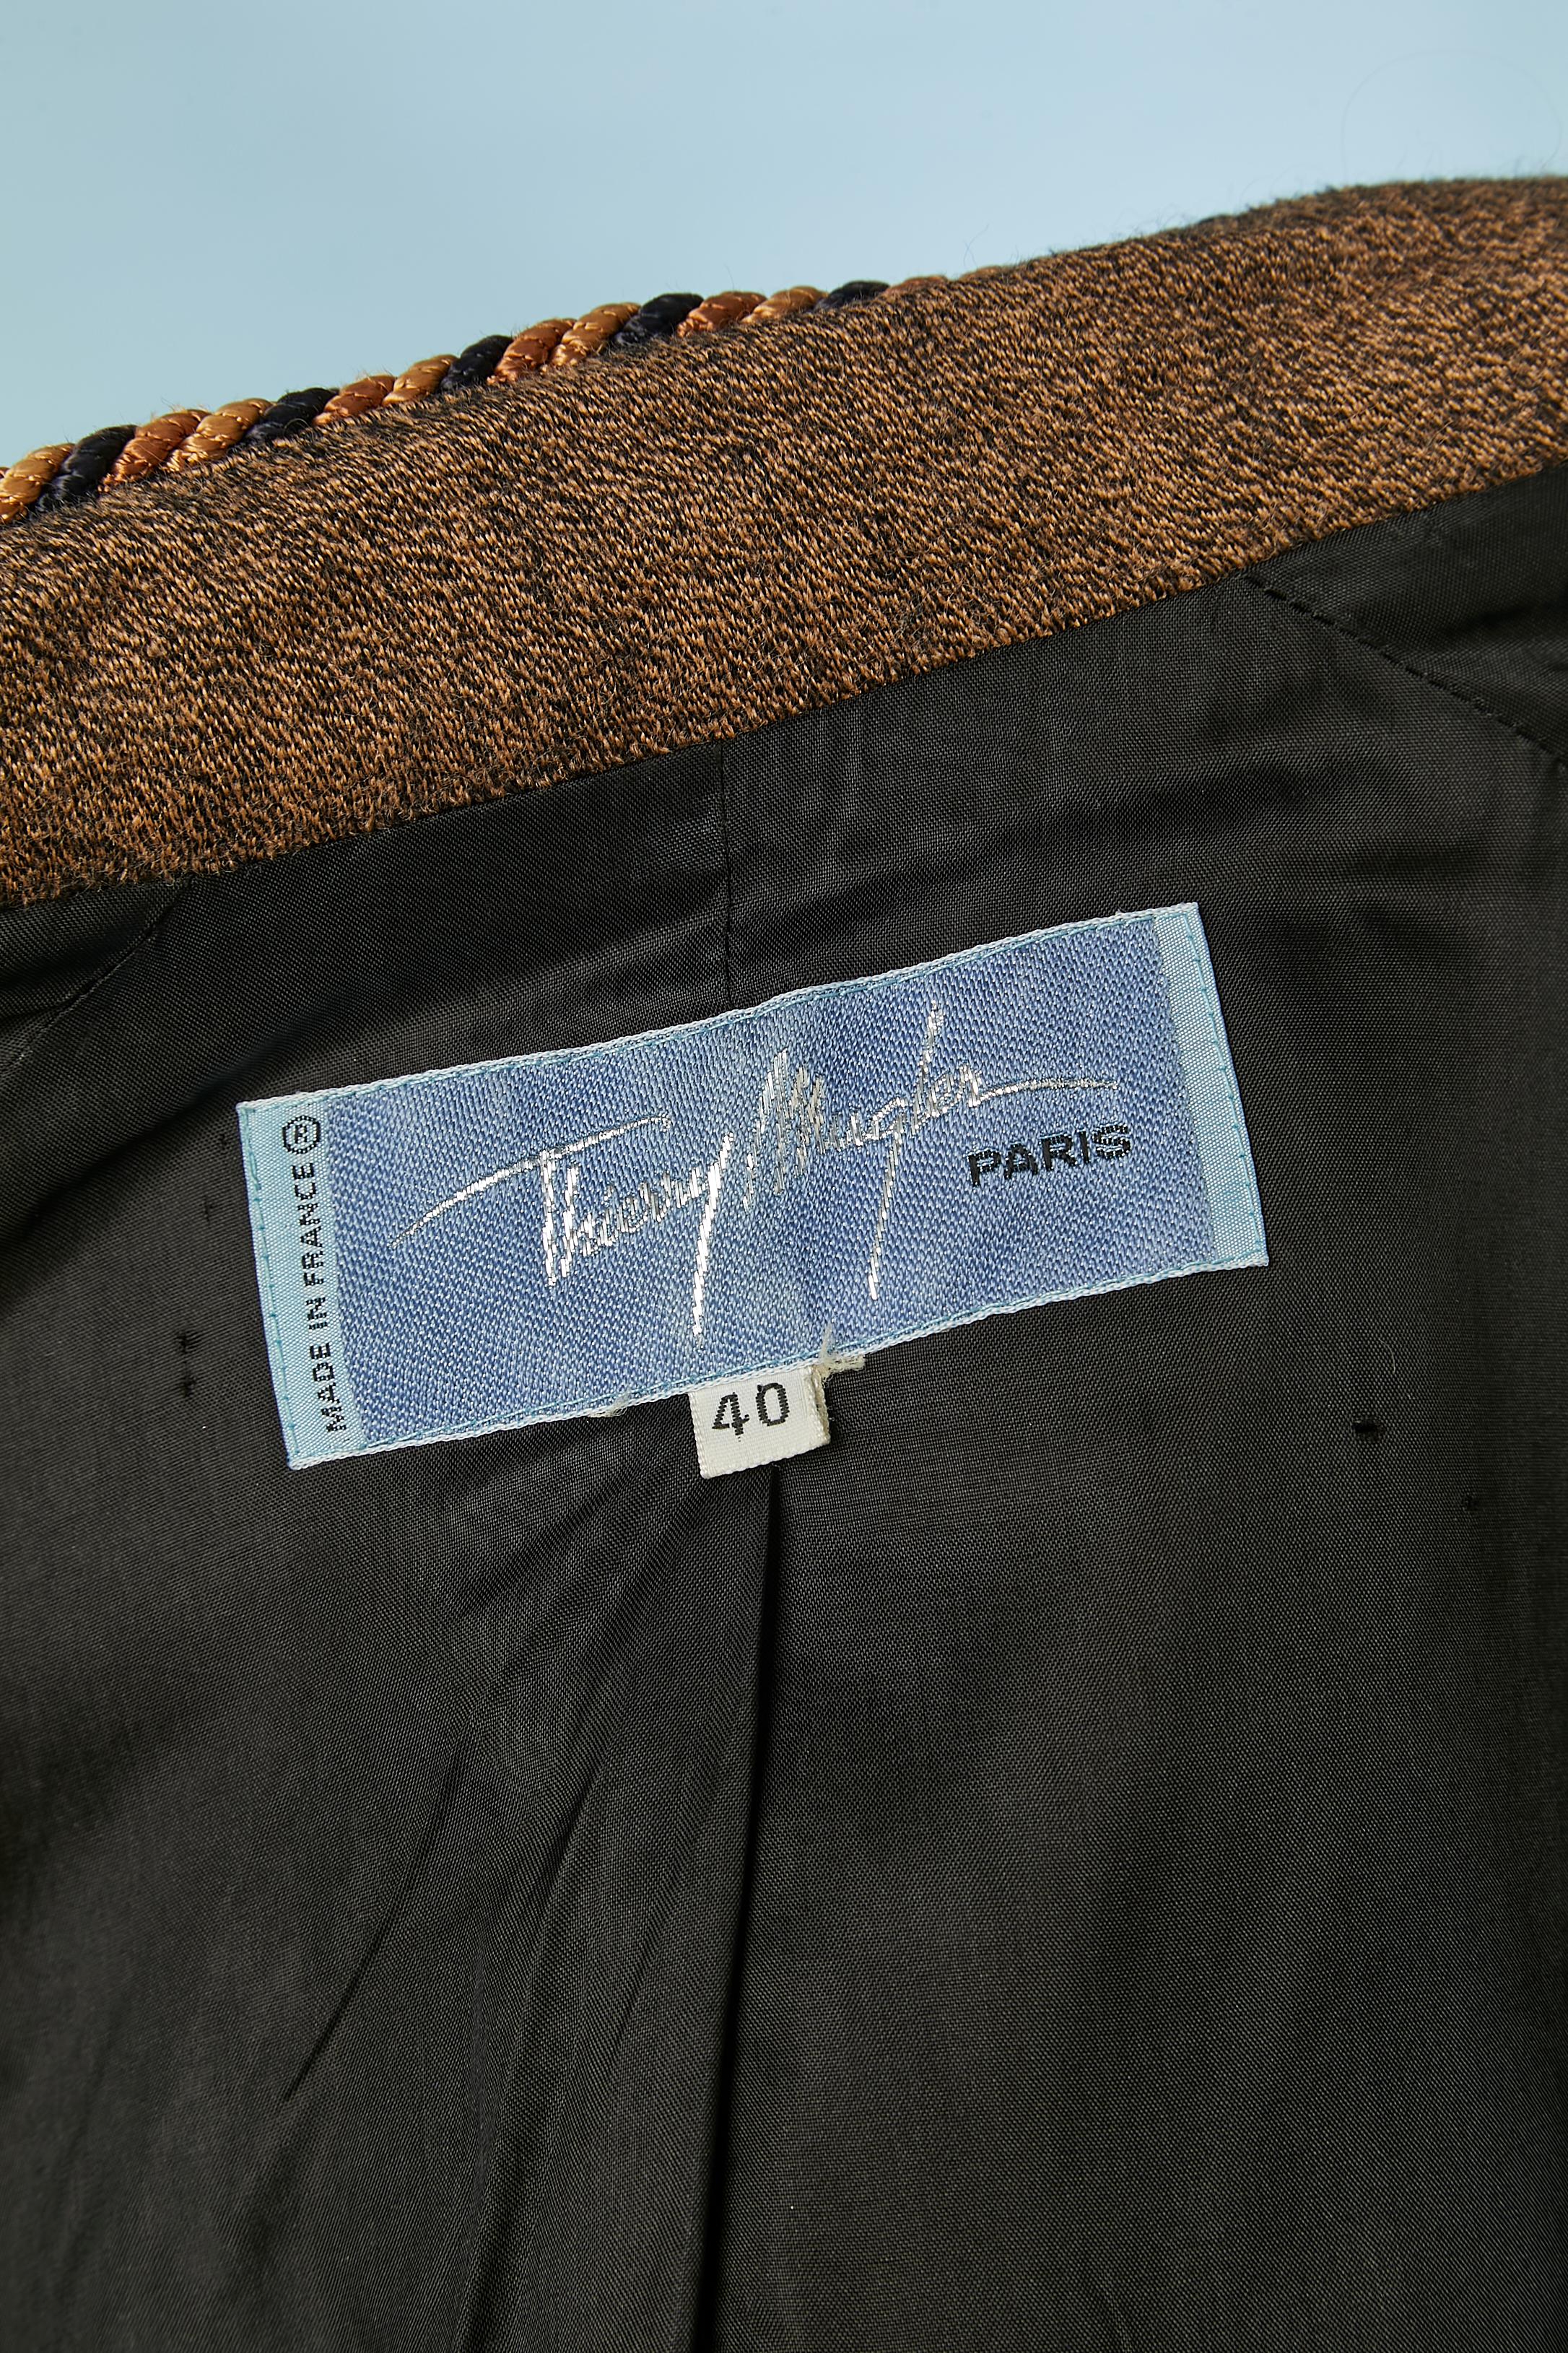 MADE IN FRANCE ®
Thierry Mugler
PARIS
40